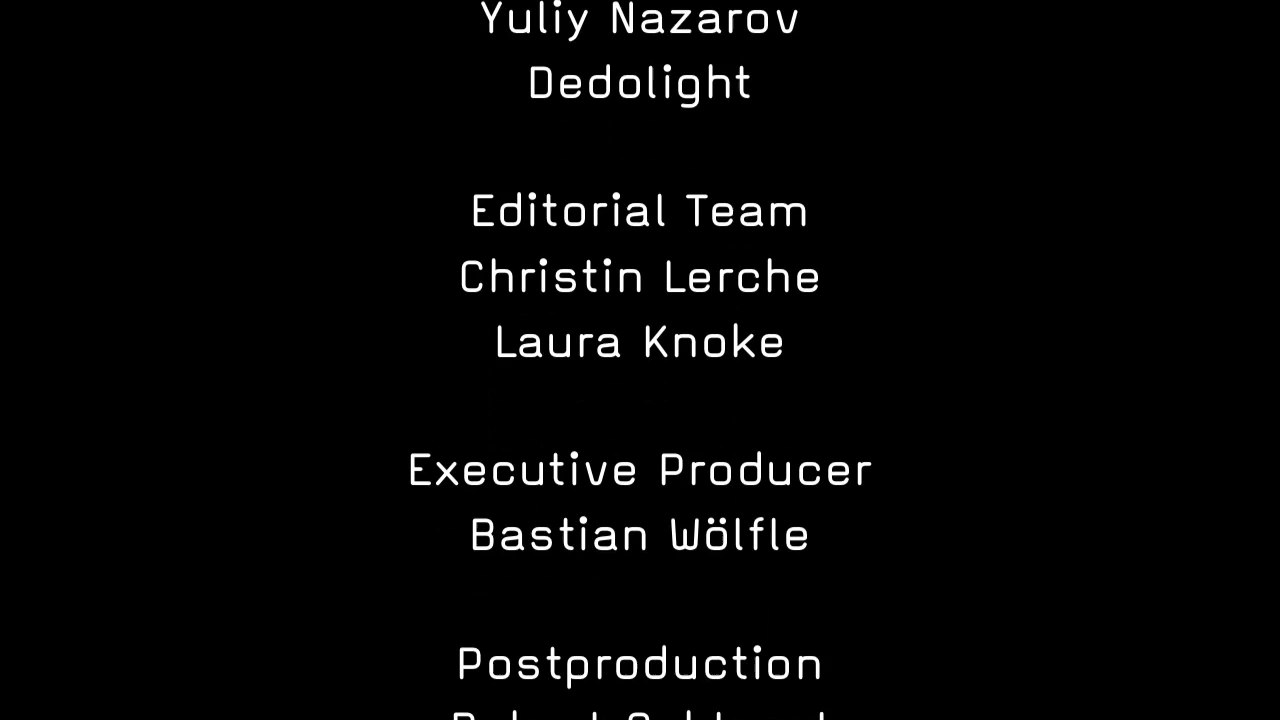 Yuliy Nazarov
Dedolight
Editorial Team
Christin Lerche
Laura Knoke
Executive Producer
Bastian Wölfle
Postproduction